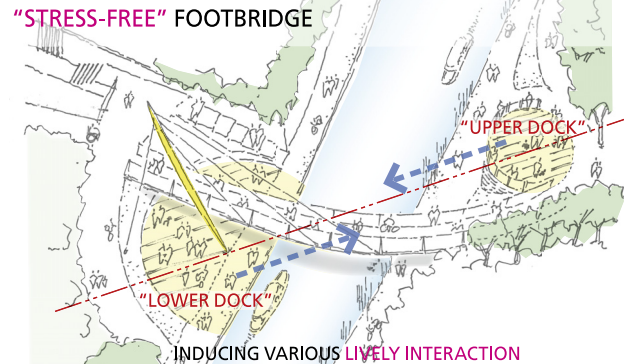 “STRESS-FREE” FOOTBRIDGE
“UPPER DOCK”
“LOWER DOCK”
INDUCING VARIOUS LIVELY INTERACTION